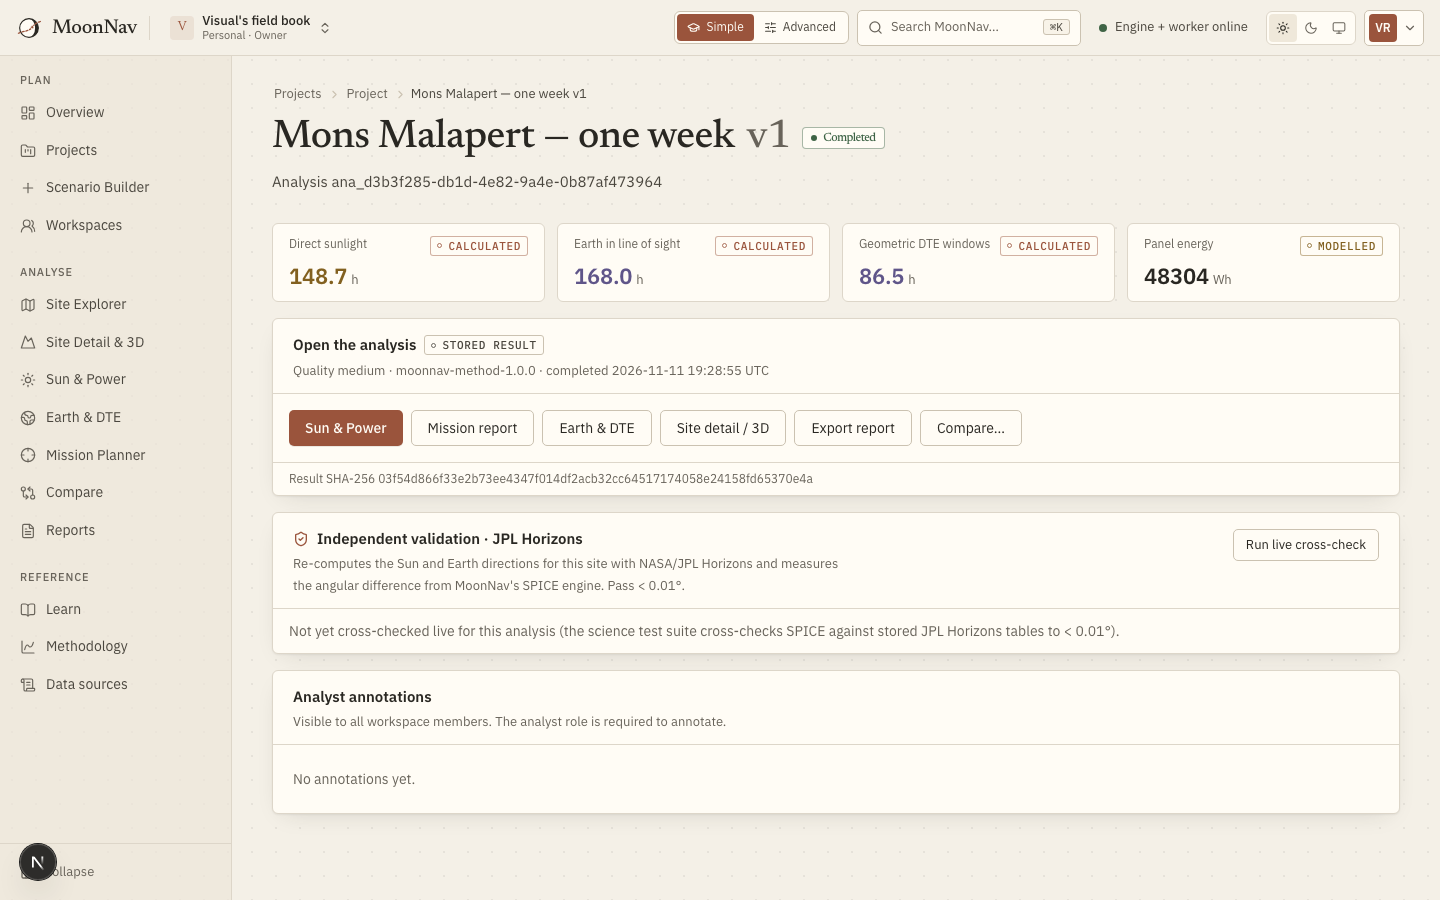 MoonNav
V
Visual's field book
Personal · Owner
Simple
Advanced
Search MoonNav...
⌘K
Engine + worker online
VR
PLAN
Overview
Projects
Scenario Builder
Workspaces
ANALYSE
Site Explorer
Site Detail & 3D
Sun & Power
Earth & DTE
Mission Planner
Compare
Reports
REFERENCE
Learn
Methodology
Data sources
N
ollapse
Projects > Project > Mons Malapert — one week v1
Mons Malapert — one week v1
Completed
Analysis ana_d3b3f285-db1d-4e82-9a4e-0b87af473964
Direct sunlight
CALCULATED
148.7 h
Earth in line of sight
CALCULATED
168.0 h
Geometric DTE windows
CALCULATED
86.5 h
Panel energy
MODELLED
48304 Wh
Open the analysis
STORED RESULT
Quality medium · moonnav-method-1.0.0 · completed 2026-11-11 19:28:55 UTC
Sun & Power
Mission report
Earth & DTE
Site detail / 3D
Export report
Compare...
Result SHA-256 03f54d866f33e2b73ee4347f014df2acb32cc64517174058e24158fd65370e4a
Independent validation · JPL Horizons
Re-computes the Sun and Earth directions for this site with NASA/JPL Horizons and measures
the angular difference from MoonNav's SPICE engine. Pass < 0.01°.
Run live cross-check
Not yet cross-checked live for this analysis (the science test suite cross-checks SPICE against stored JPL Horizons tables to < 0.01°).
Analyst annotations
Visible to all workspace members. The analyst role is required to annotate.
No annotations yet.